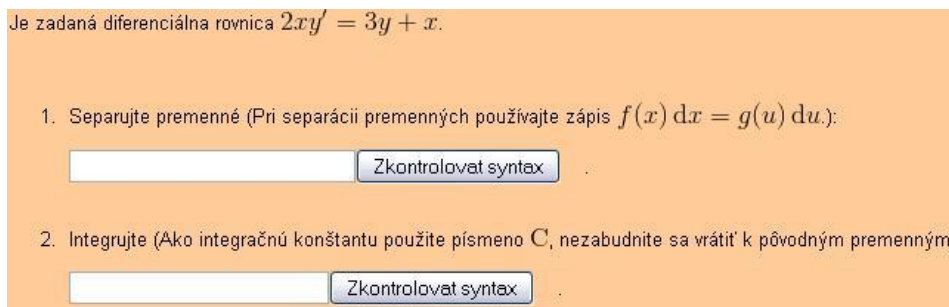 Je zadaná diferenciálna rovnica 2xy′ = 3y + x.
1. Separujte premenné (Pri separácii premenných používajte zápis f(x) dx = g(u) du.):
Zkontrolovat syntax .
2. Integrujte (Ako integračnú konštantu použite písmeno C, nezabudnite sa vrátiť k pôvodným premenným
Zkontrolovat syntax .